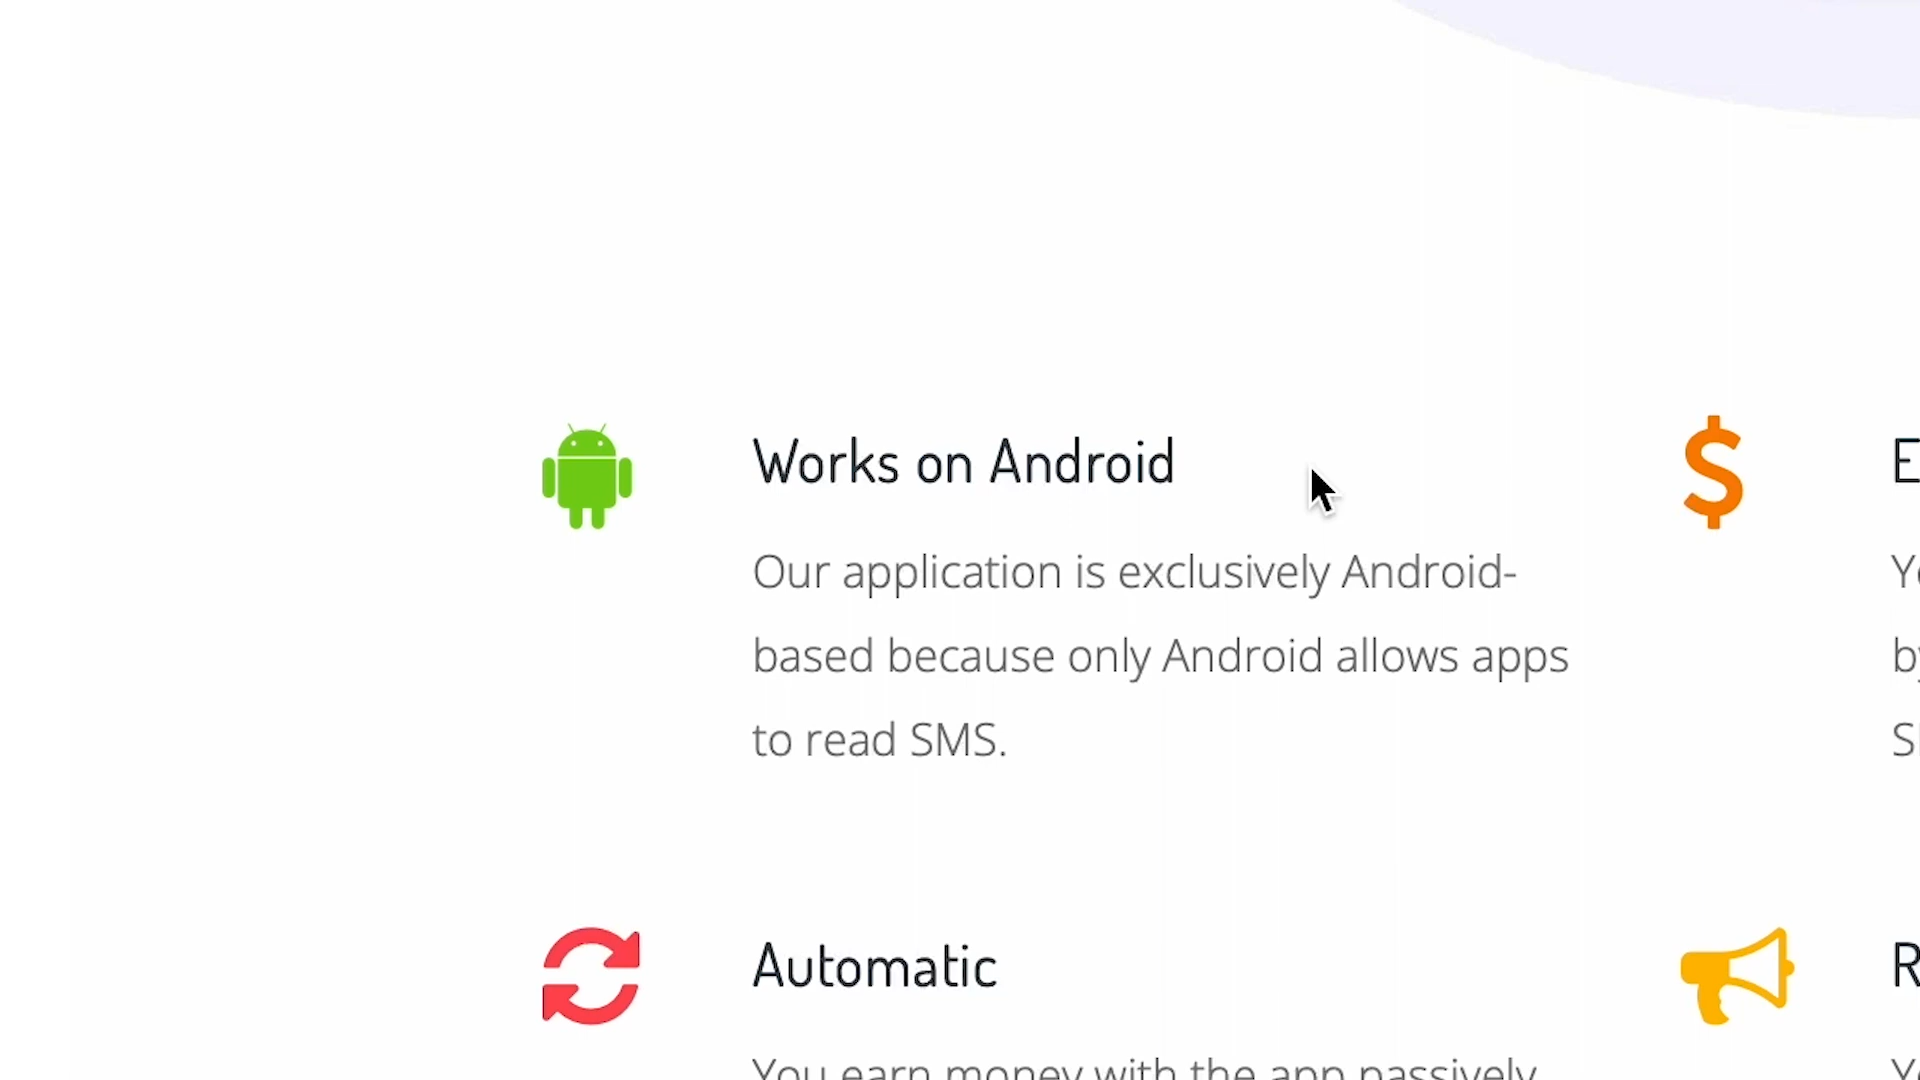 Works on Android
Our application is exclusively Android-
based because only Android allows apps
to read SMS.
Automatic
You earn money with the app passively